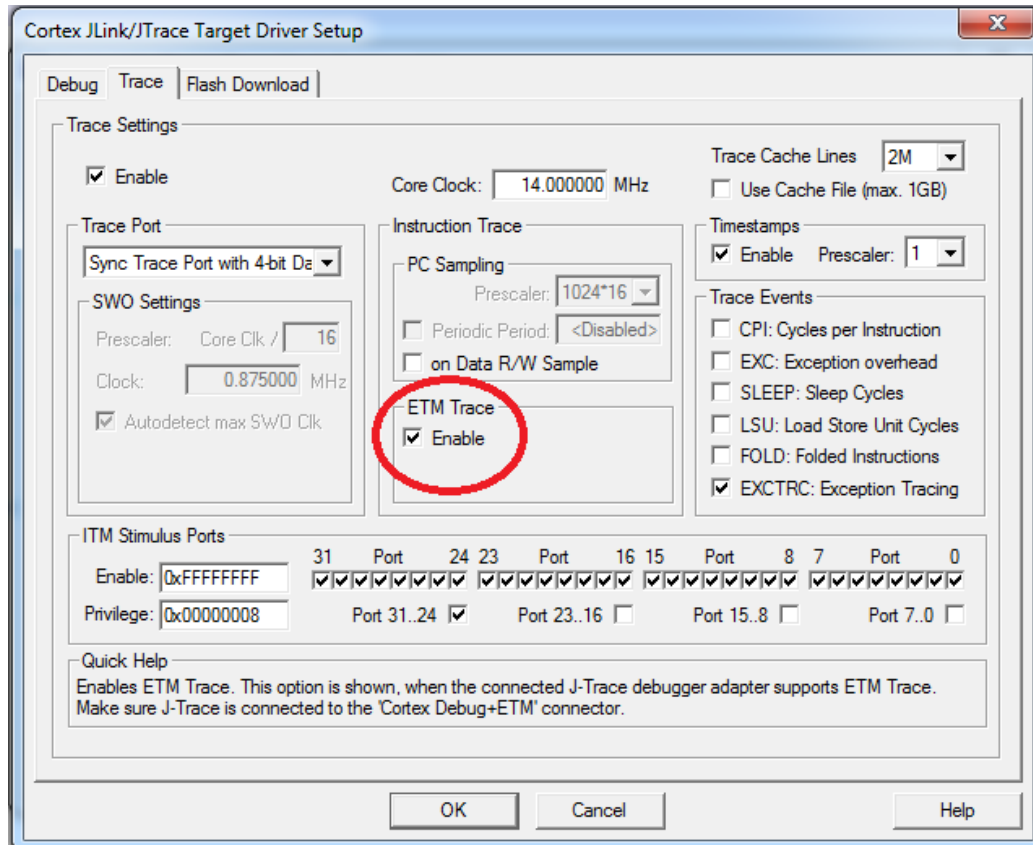 Cortex JLink/JTrace Target Driver Setup
Debug Trace Flash Download
Trace Settings
Enable
Core Clock: 14.000000 MHz
Trace Cache Lines 2M
Use Cache File (max. 1GB)
Trace Port
Sync Trace Port with 4-bit Da
SWO Settings
Prescaler: Core Clk / 16
Clock: 0.875000 MHz
Autodetect max SWO Clk
Instruction Trace
PC Sampling
Prescaler: 1024*16
Periodic Period: <Disabled>
on Data R/W Sample
ETM Trace
Enable
Timestamps
Enable Prescaler: 1
Trace Events
CPI: Cycles per Instruction
EXC: Exception overhead
SLEEP: Sleep Cycles
LSU: Load Store Unit Cycles
FOLD: Folded Instructions
EXCTRC: Exception Tracing
ITM Stimulus Ports
31 Port 24 23 Port 16 15 Port 8 7 Port 0
Enable: 0xFFFFFFFF
Privilege: 0x00000008 Port 31..24 Port 23..16 Port 15..8 Port 7..0
Quick Help
Enables ETM Trace. This option is shown, when the connected J-Trace debugger adapter supports ETM Trace.
Make sure J-Trace is connected to the 'Cortex Debug+ETM' connector.
OK Cancel Help